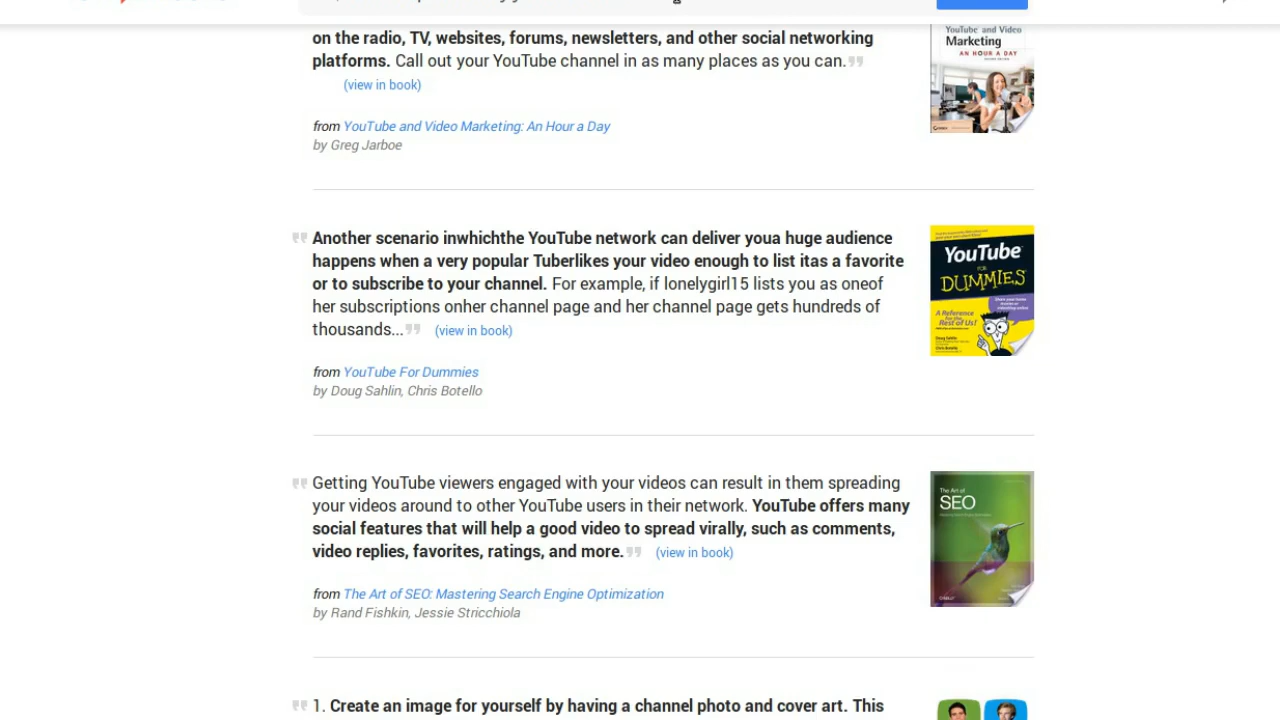 on the radio, TV, websites, forums, newsletters, and other social networking
platforms. Call out your YouTube channel in as many places as you can.
(view in book)
from YouTube and Video Marketing: An Hour a Day
by Greg Jarboe
YouTube and Video
Marketing
AN HOUR A DAY
Another scenario inwhichthe YouTube network can deliver youa huge audience
happens when a very popular Tuberlikes your video enough to list itas a favorite
or to subscribe to your channel. For example, if lonelygirl15 lists you as oneof
her subscriptions onher channel page and her channel page gets hundreds of
thousands... (view in book)
from YouTube For Dummies
by Doug Sahlin, Chris Botello
YouTube
FOR
DUMMIES
A Reference
for the
Rest of Us!
Getting YouTube viewers engaged with your videos can result in them spreading
your videos around to other YouTube users in their network. YouTube offers many
social features that will help a good video to spread virally, such as comments,
video replies, favorites, ratings, and more. (view in book)
from The Art of SEO: Mastering Search Engine Optimization
by Rand Fishkin, Jessie Stricchiola
The Art of
SEO
1. Create an image for yourself by having a channel photo and cover art. This